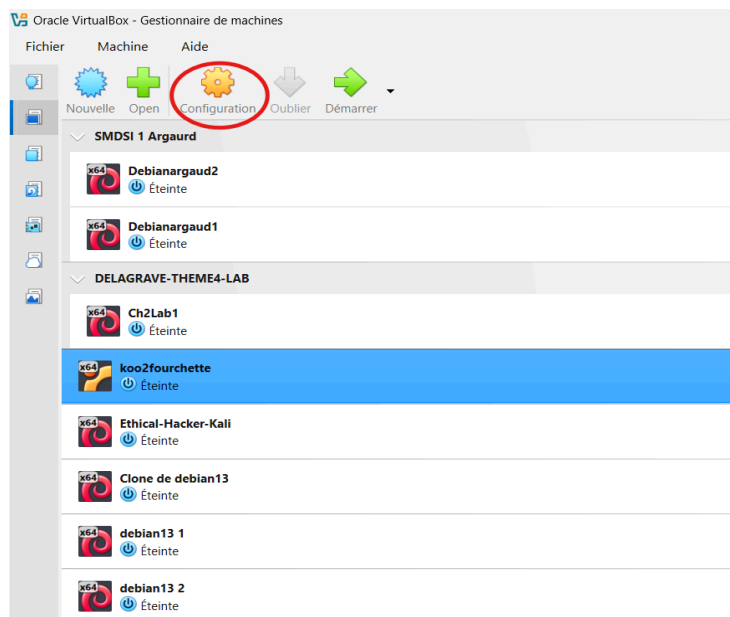 Oracle VirtualBox - Gestionnaire de machines
Fichier Machine Aide
Nouvelle Open Configuration Oublier Démarrer
SMDSI 1 Argaurd
x64 Debianargaud2
Éteinte
x64 Debianargaud1
Éteinte
DELAGRAVE-THEME4-LAB
x64 Ch2Lab1
Éteinte
x64 koo2fourchette
Éteinte
x64 Ethical-Hacker-Kali
Éteinte
x64 Clone de debian13
Éteinte
x64 debian13 1
Éteinte
x64 debian13 2
Éteinte